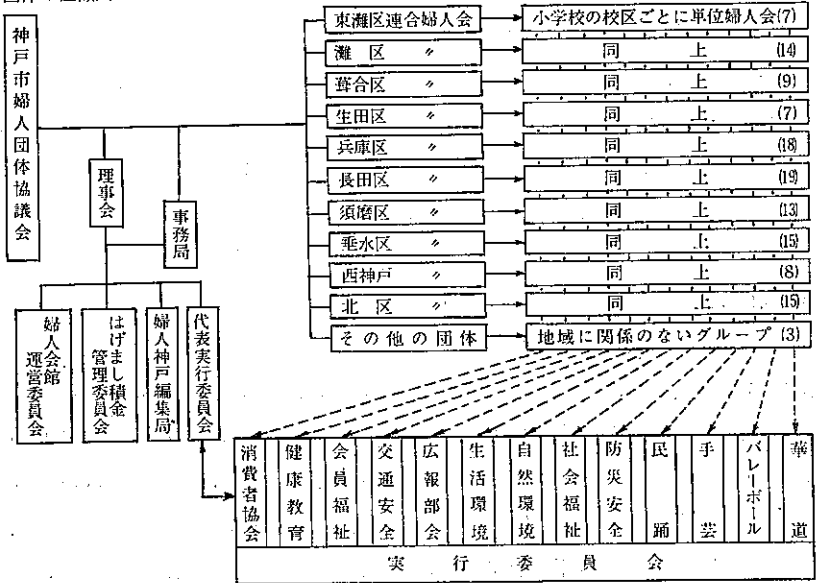 神戸市婦人団体協議会
理事会
事務局
婦人会館
運営委員会
はげまし積金
管理委員会
婦人神戸編集局
代表実行委員会
東灘区連合婦人会 小学校の校区ごとに単位婦人会(7)
灘区 〃 同上 (14)
葺合区 〃 同上 (9)
生田区 〃 同上 (7)
兵庫区 〃 同上 (18)
長田区 〃 同上 (19)
須磨区 〃 同上 (13)
垂水区 〃 同上 (15)
西神戸 〃 同上 (8)
北区 〃 同上 (15)
その他の団体 地域に関係のないグループ(3)
消費者協会
健康教育
会員福祉
交通安全
広報部会
生活環境
自然環境
社会福祉
防災安全
民踊
手芸
バレーボール
華道
実行委員会